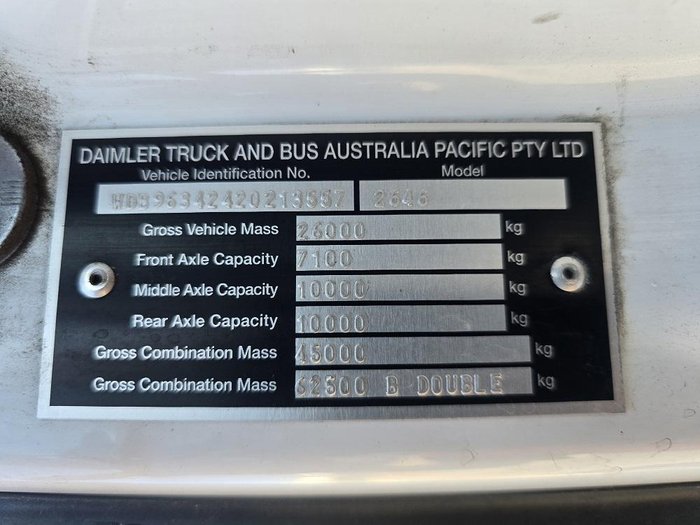 DAIMLER TRUCK AND BUS AUSTRALIA PACIFIC PTY LTD
Vehicle Identification No. Model
WD39634242021S5S7 2646
Gross Vehicle Mass 26000 kg
Front Axle Capacity 7100 kg
Middle Axle Capacity 10000 kg
Rear Axle Capacity 10000 kg
Gross Combination Mass 45000 kg
Gross Combination Mass 62500 B DOUBLE kg